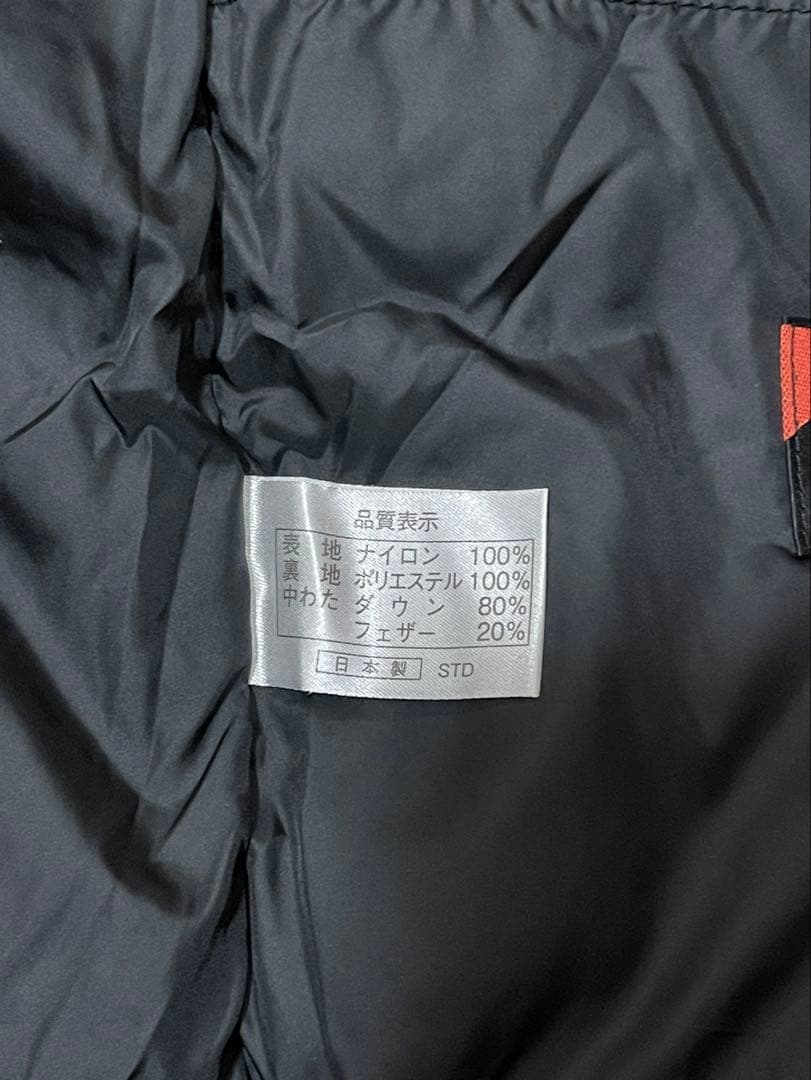 品質表示
表地 ナイロン 100%
裏地 ポリエステル 100%
中わた ダウン 80%
フェザー 20%
日本製 STD